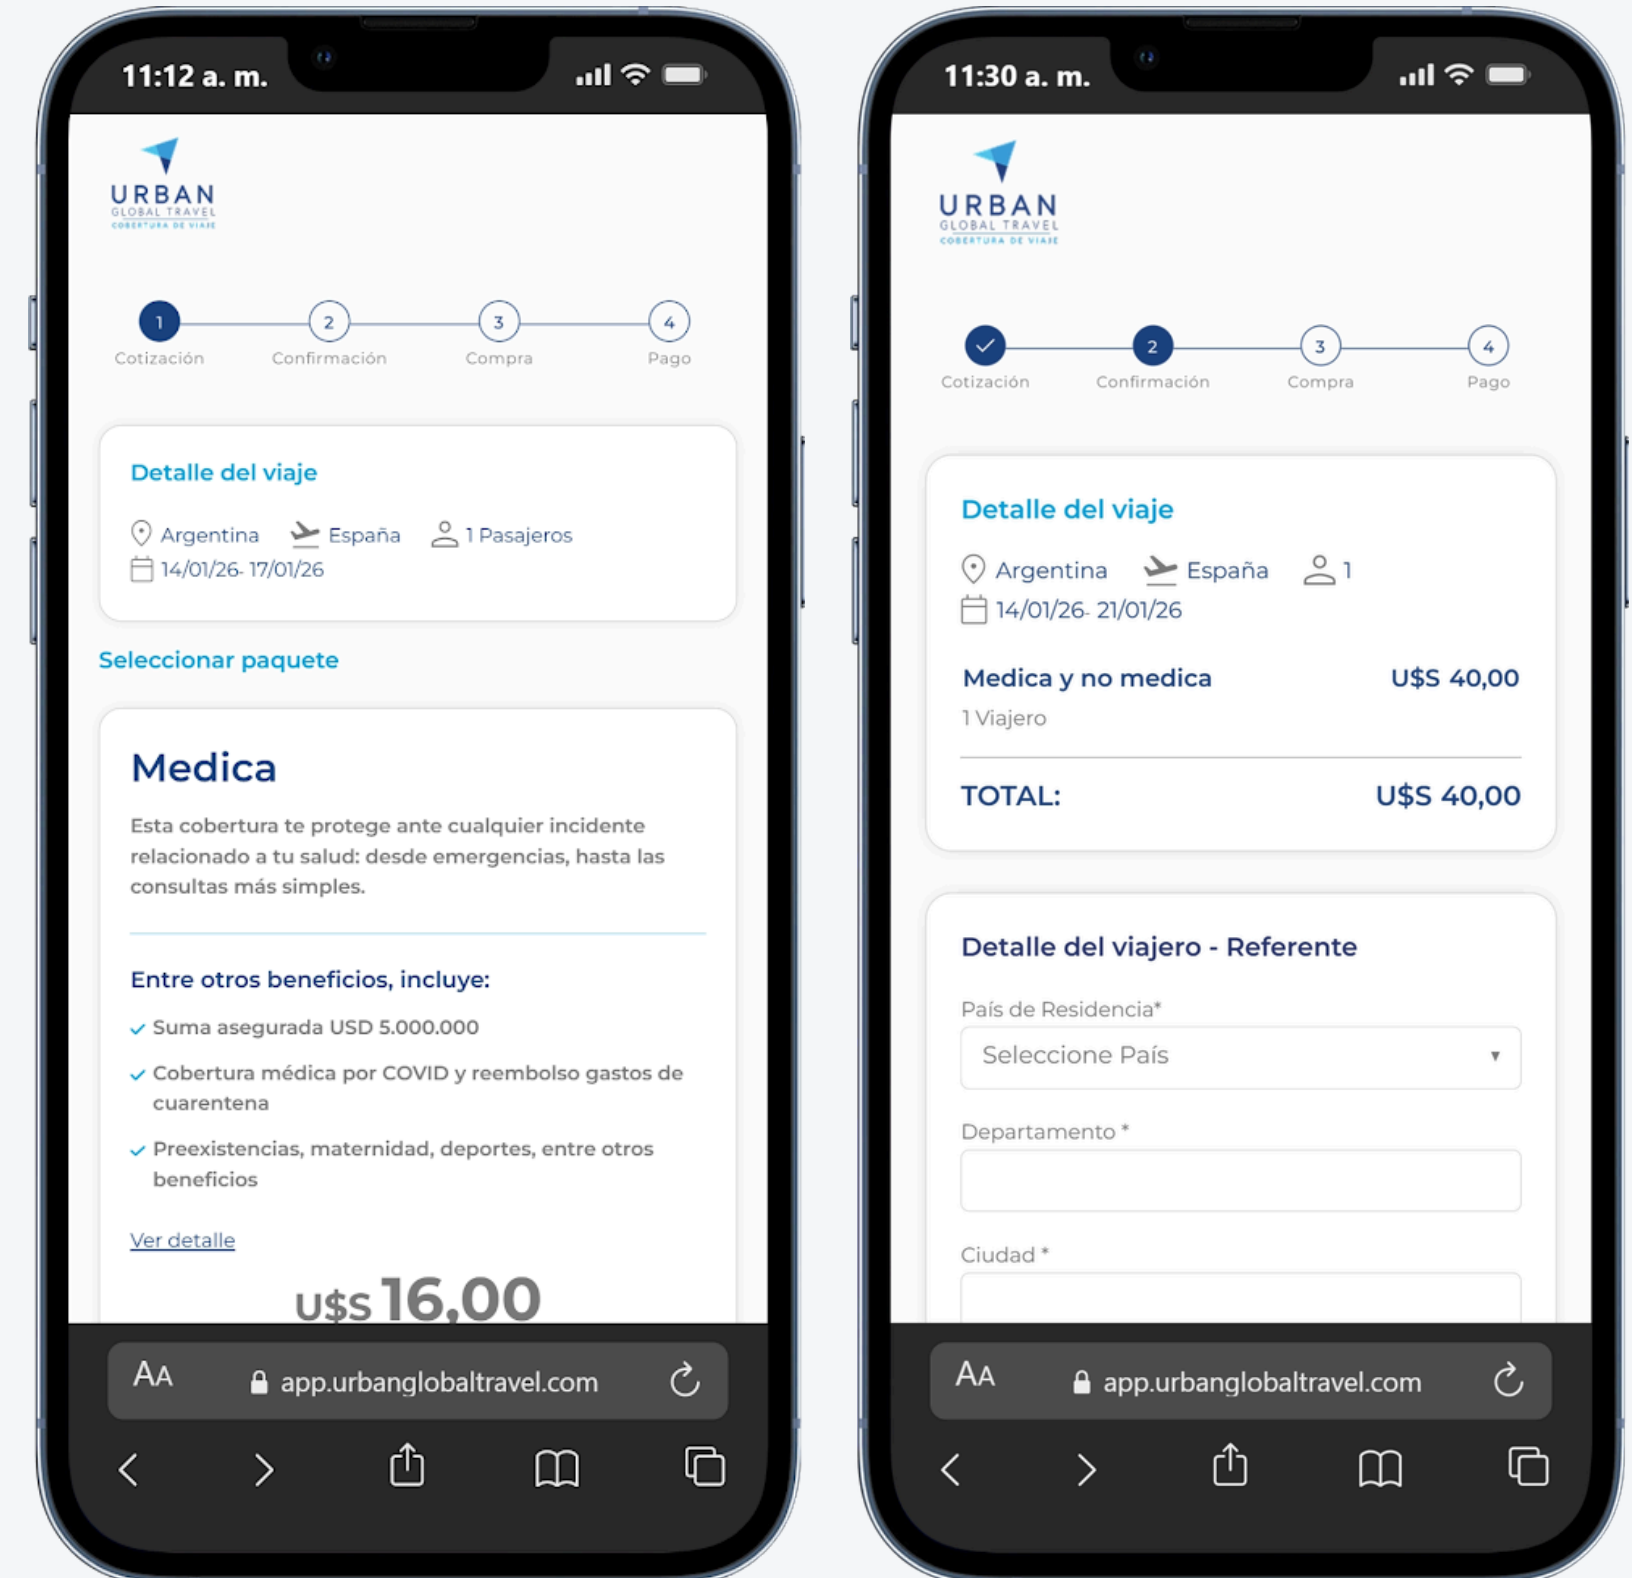 11:12 a. m.
URBAN
GLOBAL TRAVEL
COBERTURA DE VIAJE
1
2
3
4
Cotización
Confirmación
Compra
Pago
Detalle del viaje
Argentina España 1 Pasajeros
14/01/26- 17/01/26
Seleccionar paquete
Medica
Esta cobertura te protege ante cualquier incidente
relacionado a tu salud: desde emergencias, hasta las
consultas más simples.
Entre otros beneficios, incluye:
Suma asegurada USD 5.000.000
Cobertura médica por COVID y reembolso gastos de
cuarentena
Preexistencias, maternidad, deportes, entre otros
beneficios
Ver detalle
U$S 16,00
AA app.urbanglobaltravel.com
11:30 a. m.
URBAN
GLOBAL TRAVEL
COBERTURA DE VIAJE
2
3
4
Cotización
Confirmación
Compra
Pago
Detalle del viaje
Argentina España 1
14/01/26- 21/01/26
Medica y no medica U$S 40,00
1 Viajero
TOTAL: U$S 40,00
Detalle del viajero - Referente
País de Residencia*
Seleccione País
Departamento *
Ciudad *
AA app.urbanglobaltravel.com